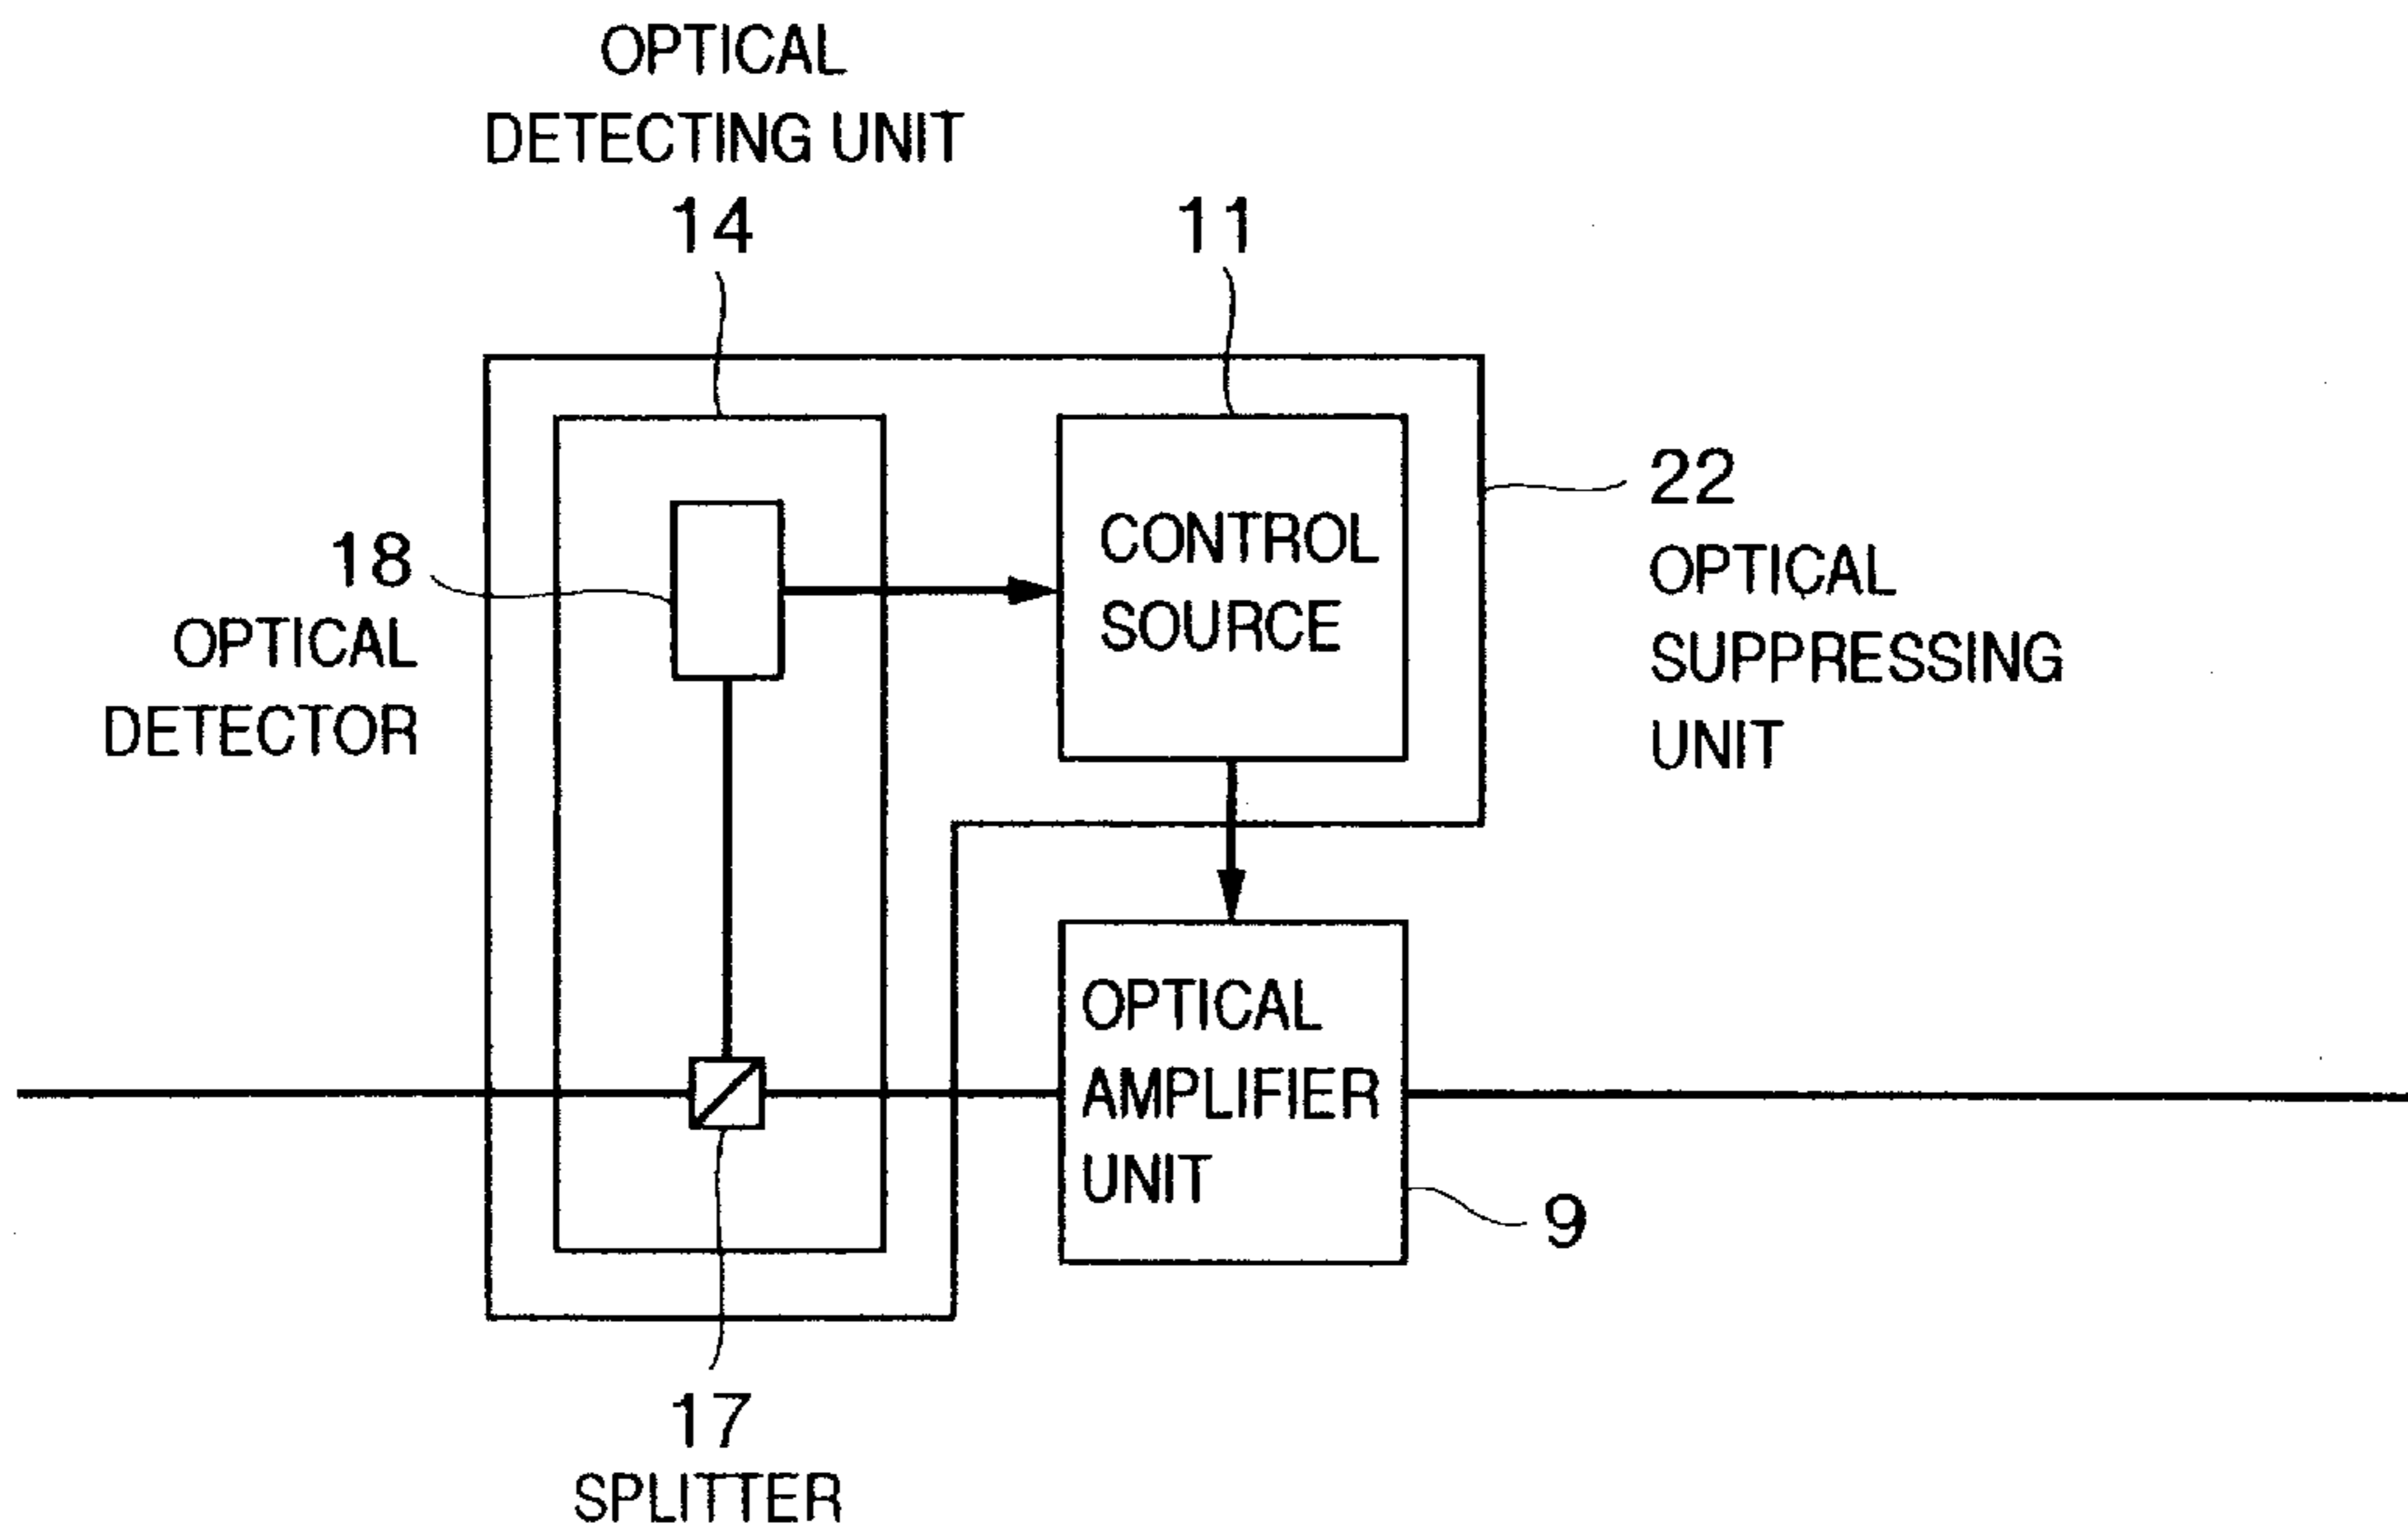 OPTICAL
DETECTING UNIT
14
11
18
OPTICAL
DETECTOR
CONTROL
SOURCE
22
OPTICAL
SUPPRESSING
UNIT
OPTICAL
AMPLIFIER
UNIT
9
17
SPLITTER